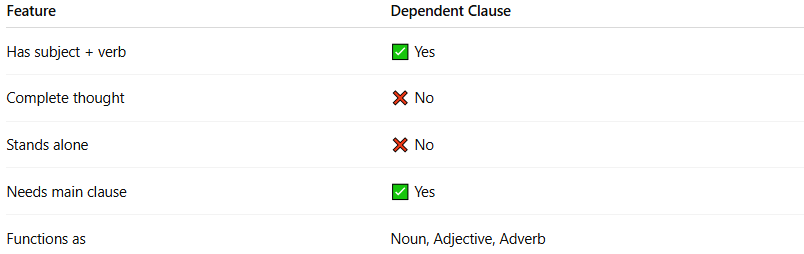 Feature Dependent Clause
Has subject + verb ✅ Yes
Complete thought ❌ No
Stands alone ❌ No
Needs main clause ✅ Yes
Functions as Noun, Adjective, Adverb